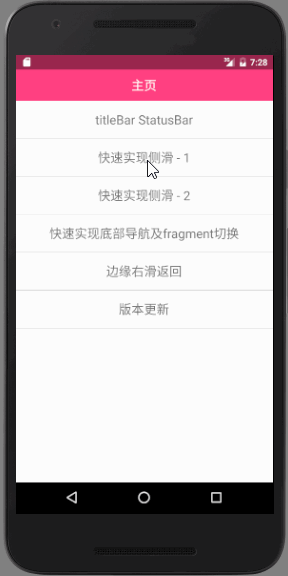 7:28
主页
titleBar StatusBar
快速实现侧滑 - 1
快速实现侧滑 - 2
快速实现底部导航及fragment切换
边缘右滑返回
版本更新